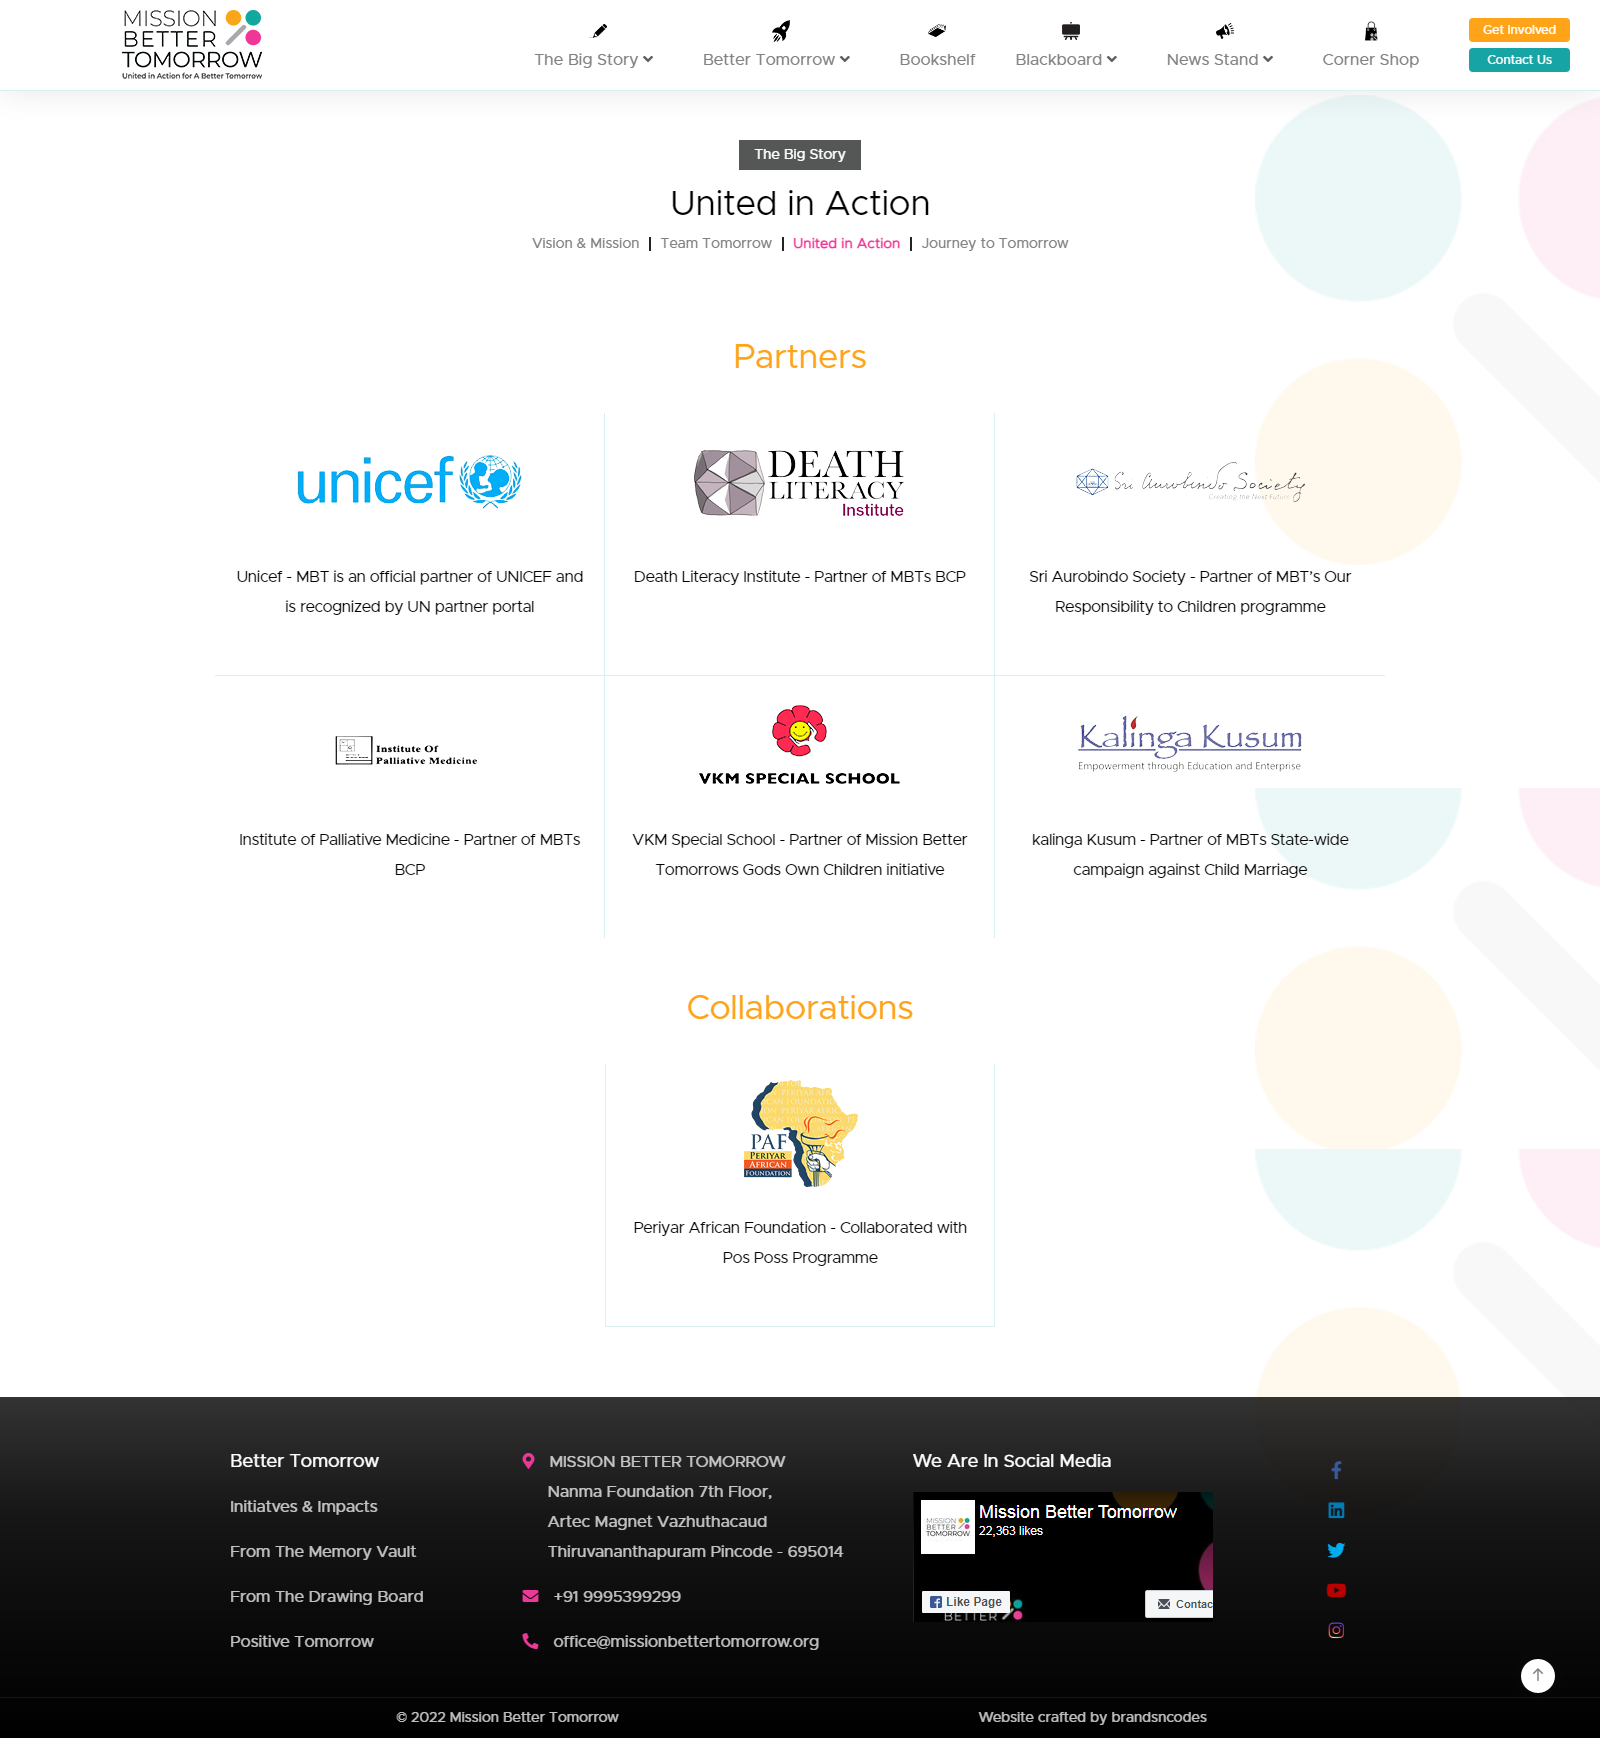 MISSION
BETTER
TOMORROW
United in Action for A Better Tomorrow
The Big Story
Better Tomorrow
Bookshelf
Blackboard
News Stand
Corner Shop
Get Involved
Contact Us
The Big Story
United in Action
Vision & Mission | Team Tomorrow | United in Action | Journey to Tomorrow
Partners
unicef
DEATH
LITERACY
Institute
Sri Aurobindo Society
Creating the Next Future
Unicef - MBT is an official partner of UNICEF and
is recognized by UN partner portal
Death Literacy Institute - Partner of MBTs BCP
Sri Aurobindo Society - Partner of MBT’s Our
Responsibility to Children programme
Institute Of
Palliative Medicine
VKM SPECIAL SCHOOL
Kalinga Kusum
Empowerment through Education and Enterprise
Institute of Palliative Medicine - Partner of MBTs
BCP
VKM Special School - Partner of Mission Better
Tomorrows Gods Own Children initiative
kalinga Kusum - Partner of MBTs State-wide
campaign against Child Marriage
Collaborations
PAF
PERIYAR
AFRICAN
FOUNDATION
Periyar African Foundation - Collaborated with
Pos Poss Programme
Better Tomorrow
Initiatves & Impacts
From The Memory Vault
From The Drawing Board
Positive Tomorrow
MISSION BETTER TOMORROW
Nanma Foundation 7th Floor,
Artec Magnet Vazhuthacaud
Thiruvananthapuram Pincode - 695014
+91 9995399299
office@missionbettertomorrow.org
We Are In Social Media
MISSION
BETTER
TOMORROW
Mission Better Tomorrow
22,363 likes
Like Page
Contac
BETTER
© 2022 Mission Better Tomorrow
Website crafted by brandsncodes